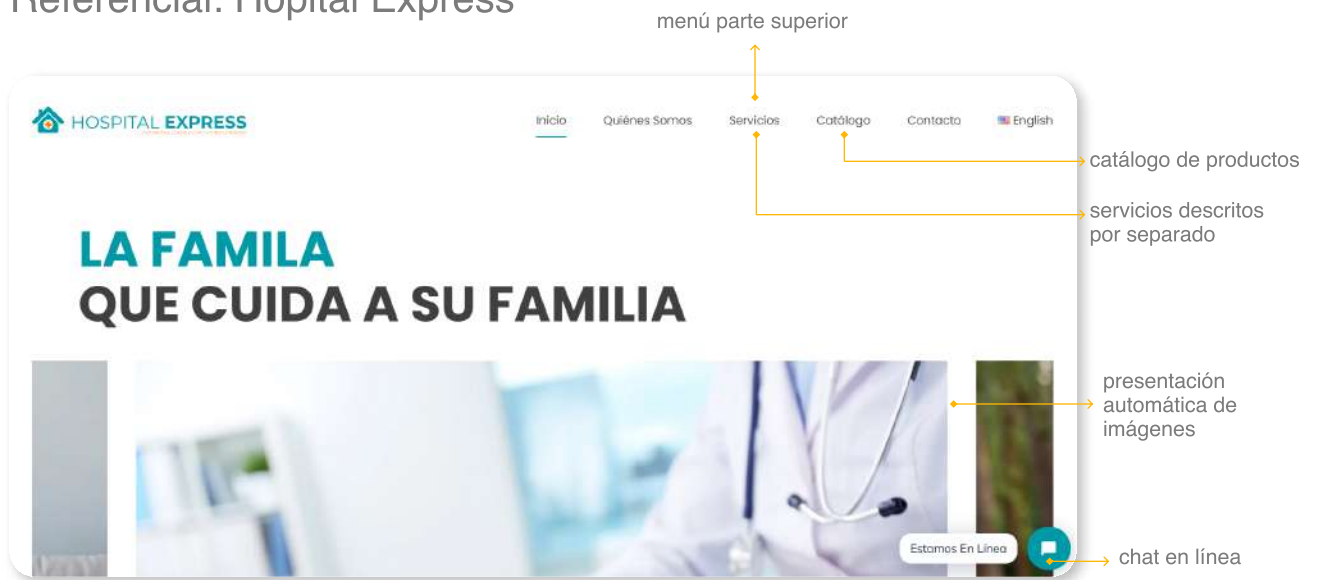 Referencial: Hopital Express
menú parte superior
HOSPITAL EXPRESS
Inicio Quiénes Somos Servicios Catálogo Contacto English
catálogo de productos
servicios descritos
por separado
LA FAMILA
QUE CUIDA A SU FAMILIA
presentación
automática de
imágenes
Estamos En Línea
chat en línea